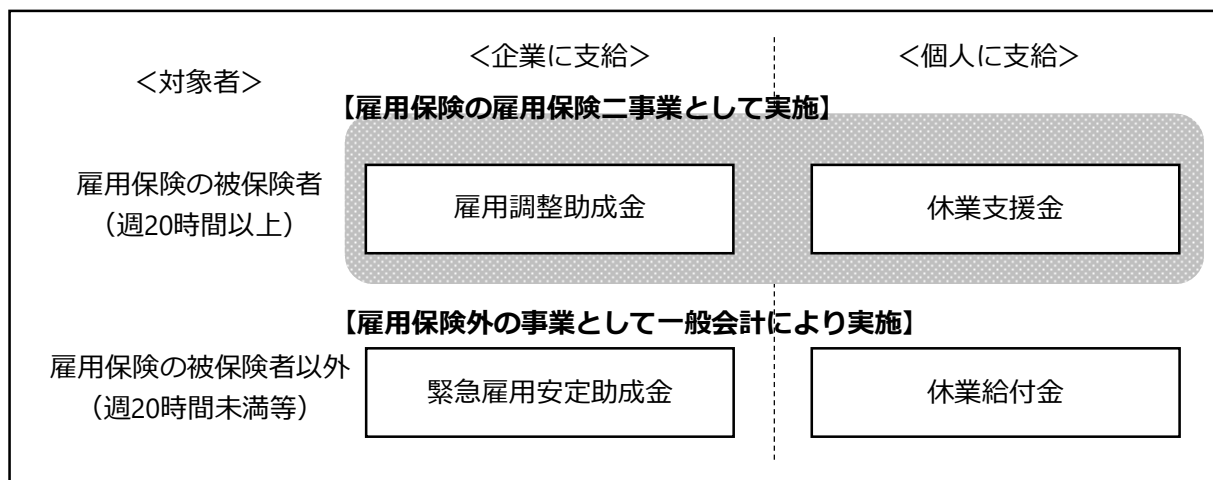 <対象者>
<企業に支給>
<個人に支給>
【雇用保険の雇用保険二事業として実施】
雇用保険の被保険者
（週20時間以上）
雇用調整助成金
休業支援金
【雇用保険外の事業として一般会計により実施】
雇用保険の被保険者以外
（週20時間未満等）
緊急雇用安定助成金
休業給付金